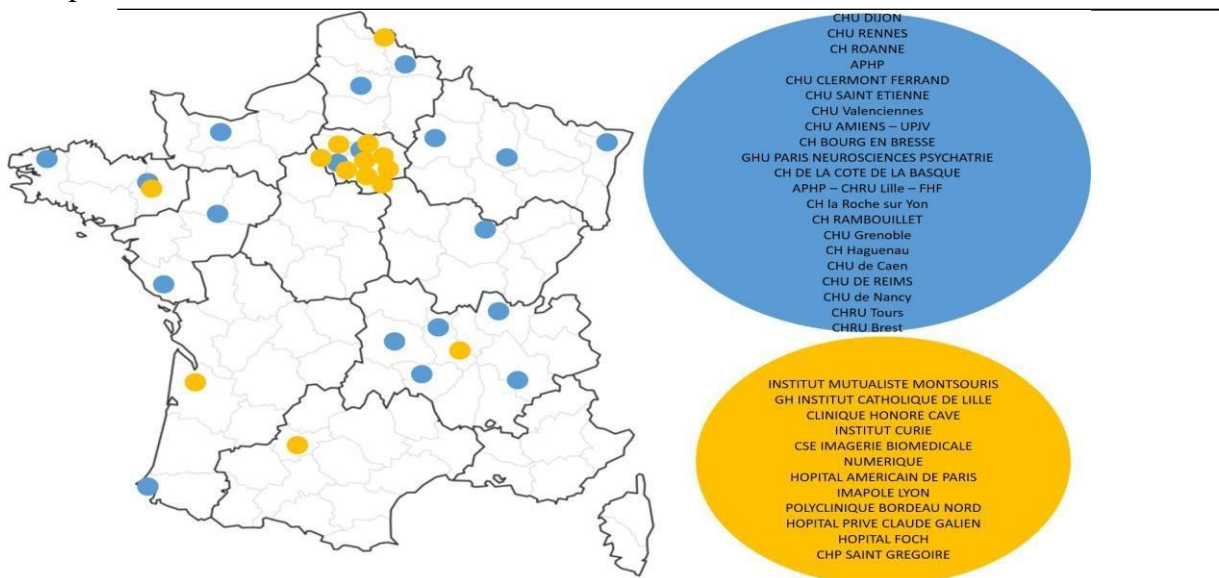 CHU DIJON
CHU RENNES
CH ROANNE
APHP
CHU CLERMONT FERRAND
CHU SAINT ETIENNE
CHU Valenciennes
CHU AMIENS – UPJV
CH BOURG EN BRESSE
GHU PARIS NEUROSCIENCES PSYCHATRIE
CH DE LA COTE DE LA BASQUE
APHP – CHRU Lille – FHF
CH la Roche sur Yon
CH RAMBOUILLET
CHU Grenoble
CH Haguenau
CHU de Caen
CHU DE REIMS
CHU de Nancy
CHRU Tours
CHRU Brest
INSTITUT MUTUALISTE MONTSOURIS
GH INSTITUT CATHOLIQUE DE LILLE
CLINIQUE HONORE CAVE
INSTITUT CURIE
CSE IMAGERIE BIOMEDICALE
NUMERIQUE
HOPITAL AMERICAIN DE PARIS
IMAPOLE LYON
POLYCLINIQUE BORDEAU NORD
HOPITAL PRIVE CLAUDE GALIEN
HOPITAL FOCH
CHP SAINT GREGOIRE